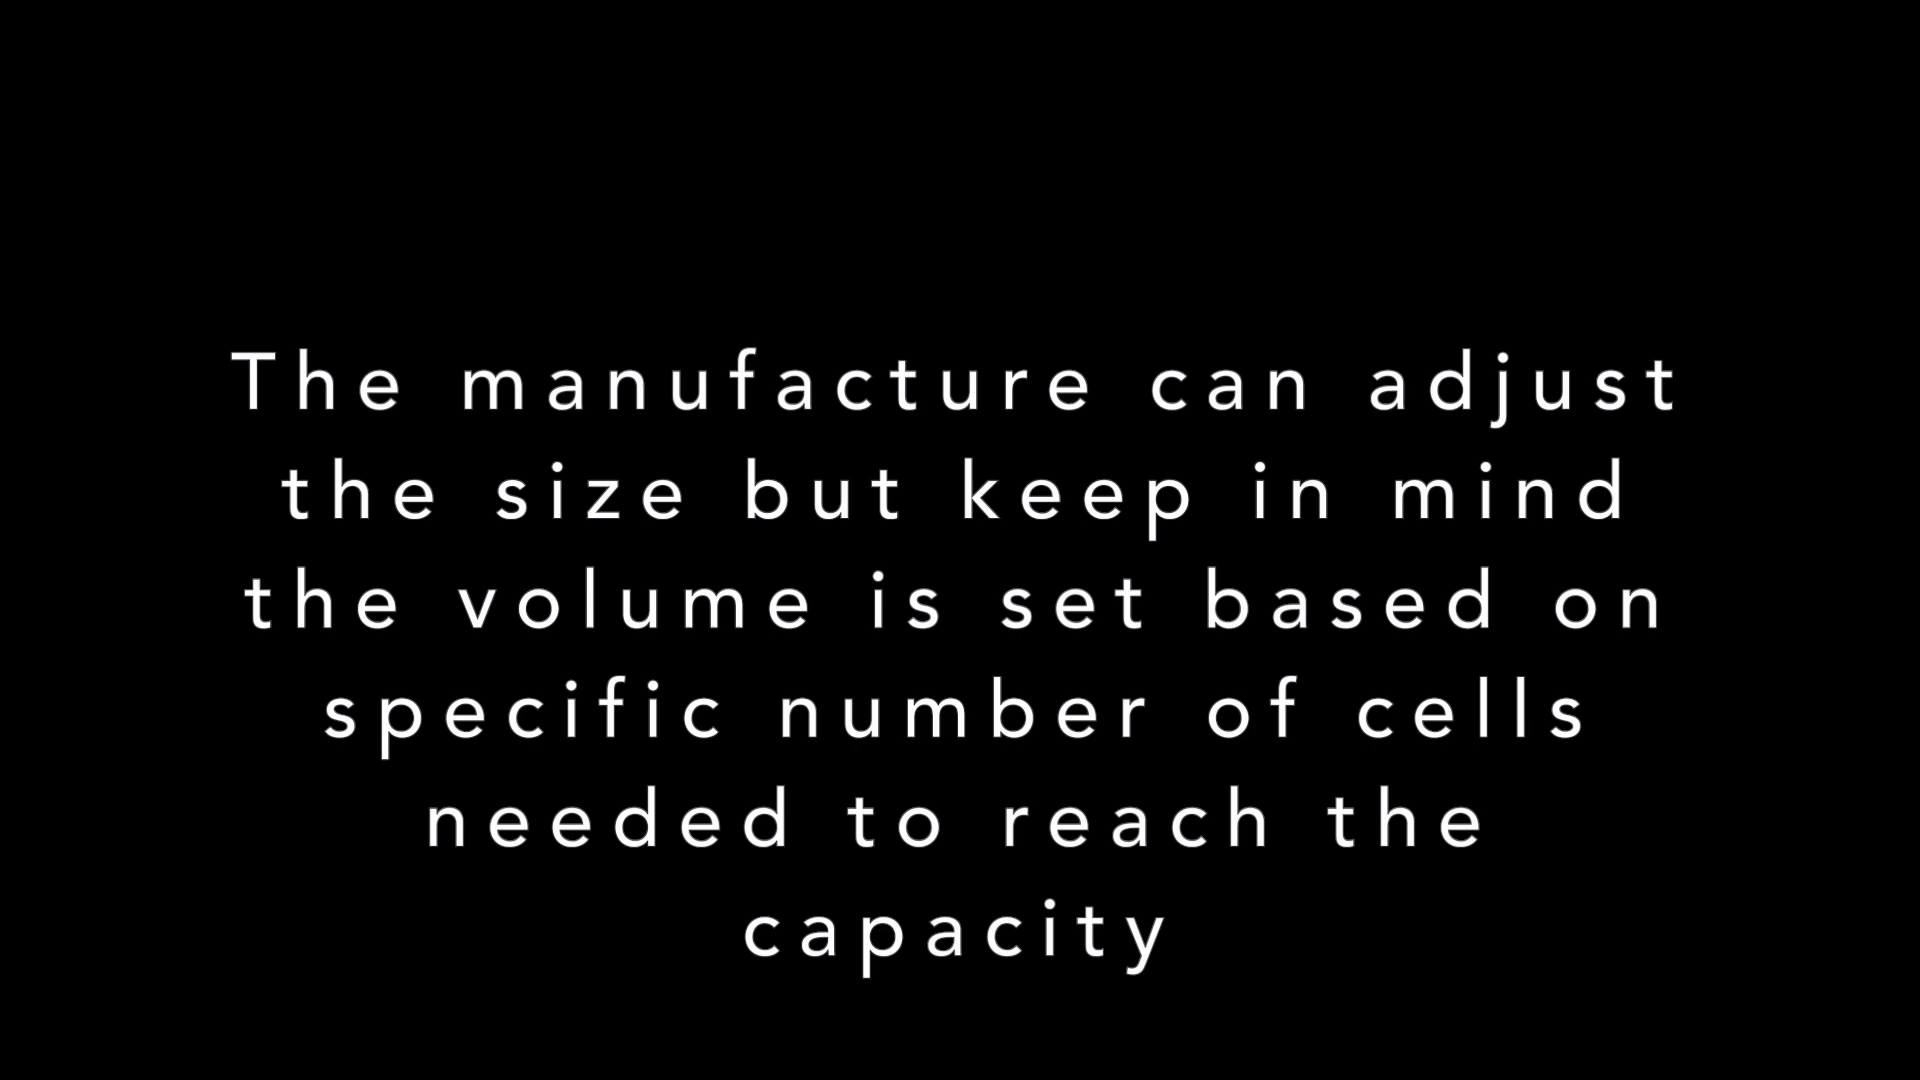 The manufacture can adjust
the size but keep in mind
the volume is set based on
specific number of cells
needed to reach the
capacity